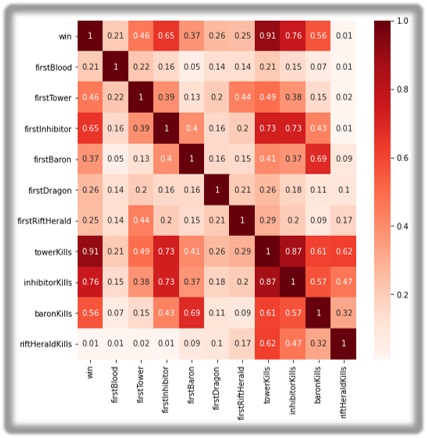 win 1 0.21 0.46 0.65 0.37 0.26 0.25 0.91 0.76 0.56 0.01
firstBlood 0.21 1 0.22 0.16 0.05 0.14 0.14 0.21 0.15 0.07 0.01
firstTower 0.46 0.22 1 0.39 0.13 0.2 0.44 0.49 0.38 0.15 0.02
firstInhibitor 0.65 0.16 0.39 1 0.4 0.16 0.2 0.73 0.73 0.43 0.01
firstBaron 0.37 0.05 0.13 0.4 1 0.16 0.15 0.41 0.37 0.69 0.09
firstDragon 0.26 0.14 0.2 0.16 0.16 1 0.21 0.26 0.18 0.11 0.1
firstRiftHerald 0.25 0.14 0.44 0.2 0.15 0.21 1 0.29 0.2 0.09 0.17
towerKills 0.91 0.21 0.49 0.73 0.41 0.26 0.29 1 0.87 0.61 0.62
inhibitorKills 0.76 0.15 0.38 0.73 0.37 0.18 0.2 0.87 1 0.57 0.47
baronKills 0.56 0.07 0.15 0.43 0.69 0.11 0.09 0.61 0.57 1 0.32
riftHeraldKills 0.01 0.01 0.02 0.01 0.09 0.1 0.17 0.62 0.47 0.32 1
win
firstBlood
firstTower
firstInhibitor
firstBaron
firstDragon
firstRiftHerald
towerKills
inhibitorKills
baronKills
riftHeraldKills
1.0
0.8
0.6
0.4
0.2